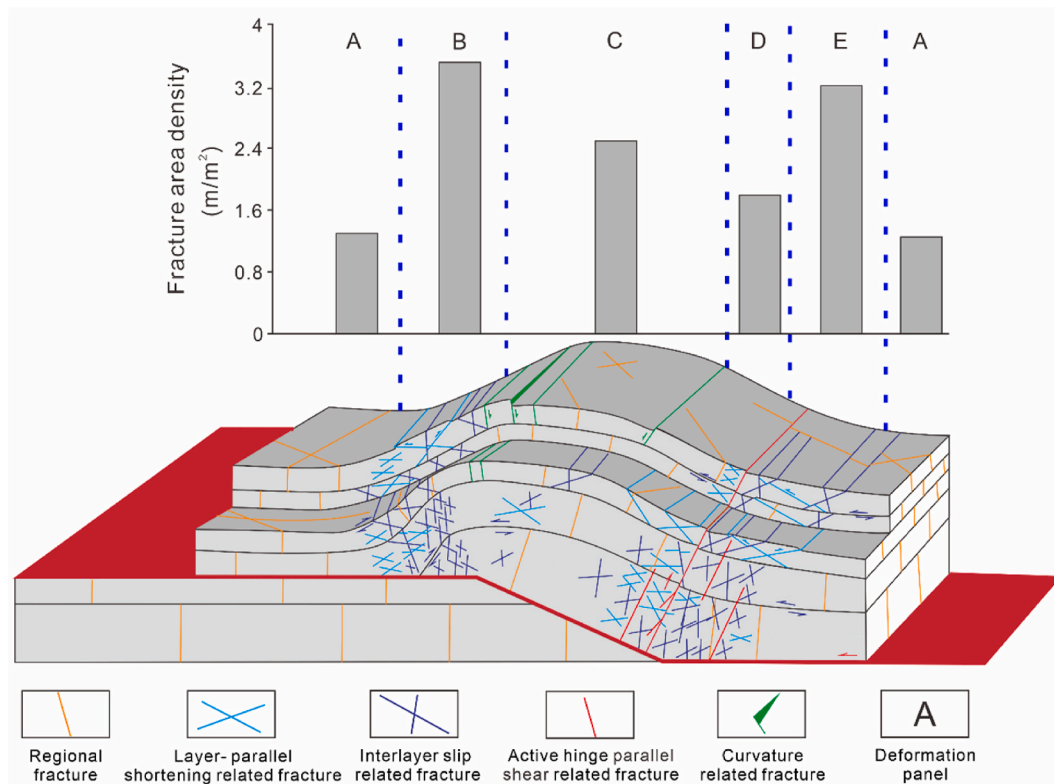 4
3.2
2.4
1.6
0.8
0
Fracture area density
(m/m²)
A
B
C
D
E
A
Regional
fracture
Layer- parallel
shortening related fracture
Interlayer slip
related fracture
Active hinge parallel
shear related fracture
Curvature
related fracture
A
Deformation
panel